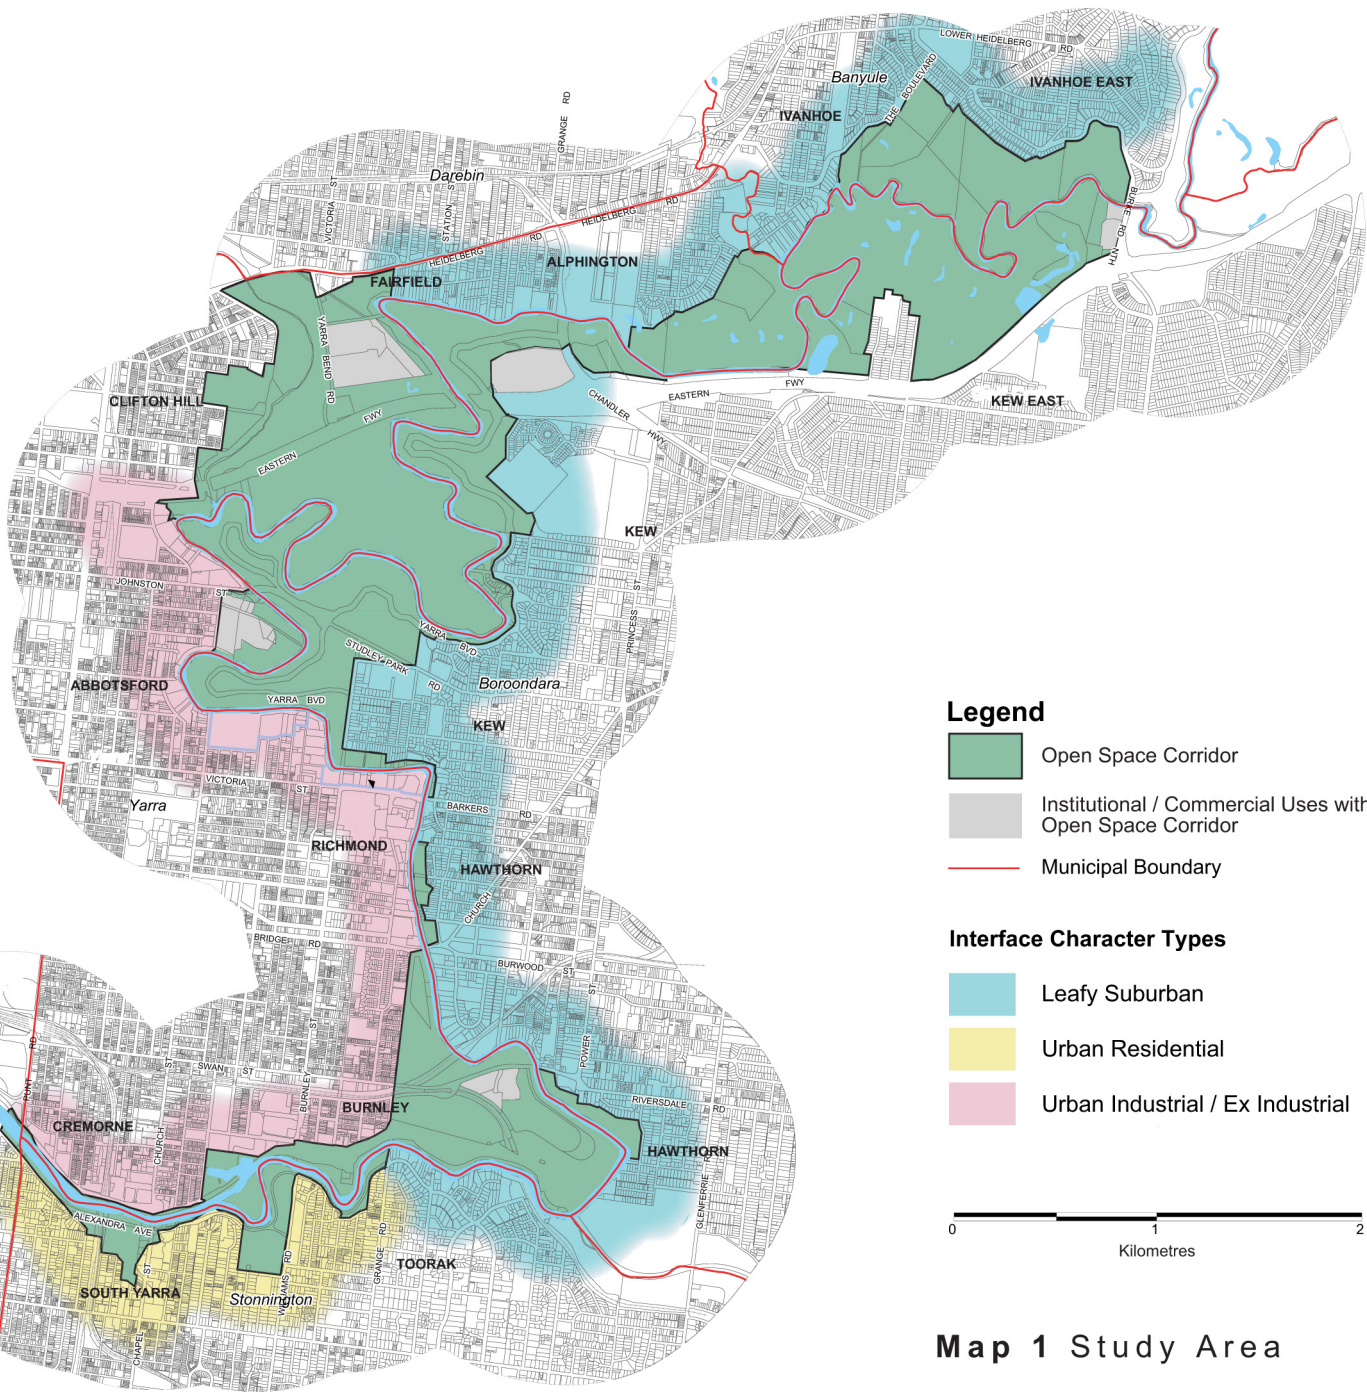 LOWER HEIDELBERG RD
Banyule
THE BOULEVARD
IVANHOE EAST
IVANHOE
GRANGE RD
Darebin
VICTORIA ST
STATION ST
HEIDELBERG RD
HEIDELBERG RD
BURKE RD NTH
FAIRFIELD
ALPHINGTON
YARRA BEND RD
CLIFTON HILL
FWY
EASTERN
CHANDLER HWY
EASTERN FWY
KEW EAST
KEW
JOHNSTON ST
PRINCESS ST
YARRA BVD
STUDLEY PARK RD
ABBOTSFORD
YARRA BVD
Boroondara
KEW
VICTORIA ST
Yarra
BARKERS RD
RICHMOND
HAWTHORN
CHURCH
BRIDGE RD
BURWOOD
ST
PUNT RD
SWAN ST
BURNLEY ST
POWER
ST
RIVERSDALE RD
CREMORNE
CHURCH ST
BURNLEY
HAWTHORN
GLENFERRIE R
ALEXANDRA AVE
TOORAK
GRANGE RD
WILLIAMS RD
SOUTH YARRA
Stonnington
CHAPEL ST
Legend
Open Space Corridor
Institutional / Commercial Uses with
Open Space Corridor
Municipal Boundary
Interface Character Types
Leafy Suburban
Urban Residential
Urban Industrial / Ex Industrial
0 1 2
Kilometres
Map 1 Study Area